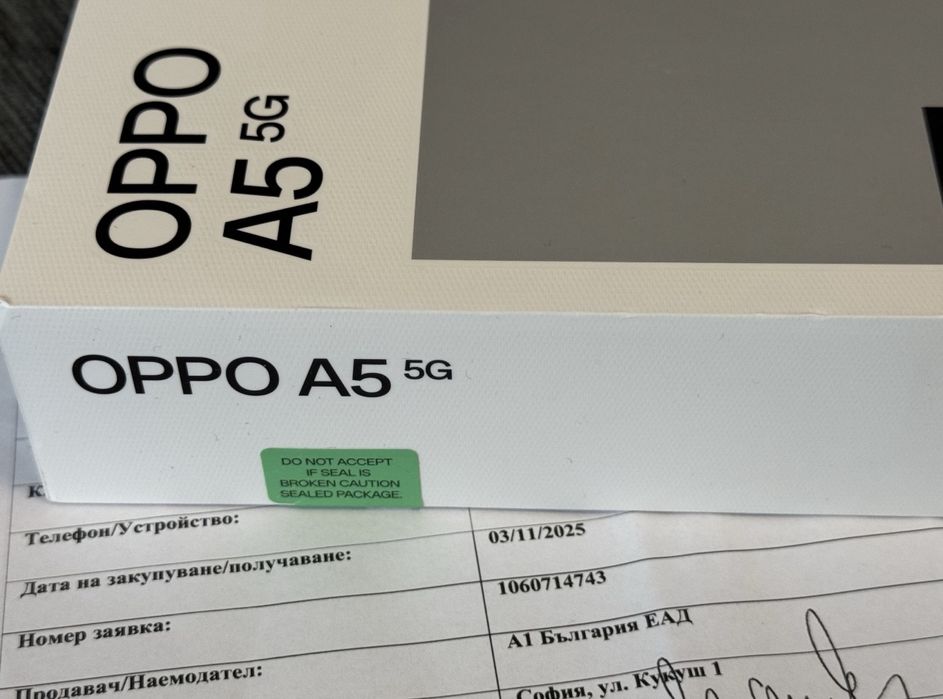 OPPO
A5 5G
OPPO A5 5G
DO NOT ACCEPT
IF SEAL IS
BROKEN CAUTION
SEALED PACKAGE.
Телефон/Устройство:
Дата на закупуване/получаване: 03/11/2025
Номер заявка: 1060714743
Продавач/Наемодател: А1 България ЕАД
София, ул. Кукуш 1